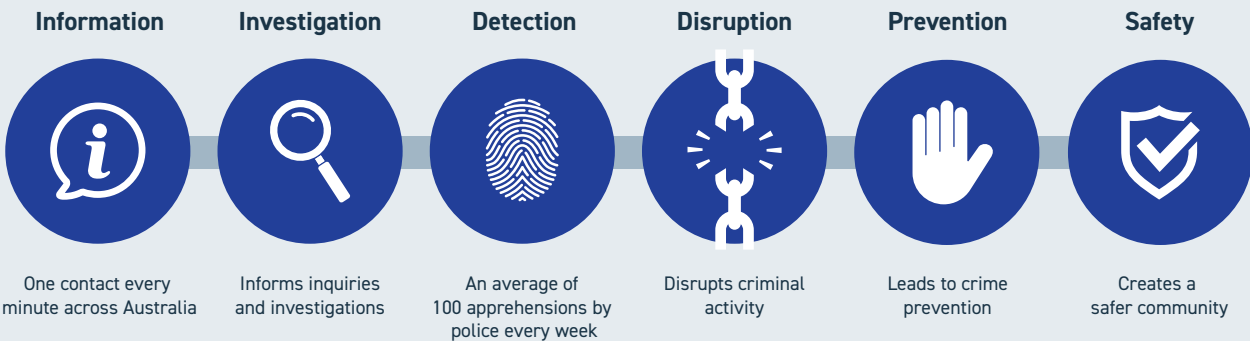 Information
One contact every
minute across Australia
Investigation
Informs inquiries
and investigations
Detection
An average of
100 apprehensions by
police every week
Disruption
Disrupts criminal
activity
Prevention
Leads to crime
prevention
Safety
Creates a
safer community